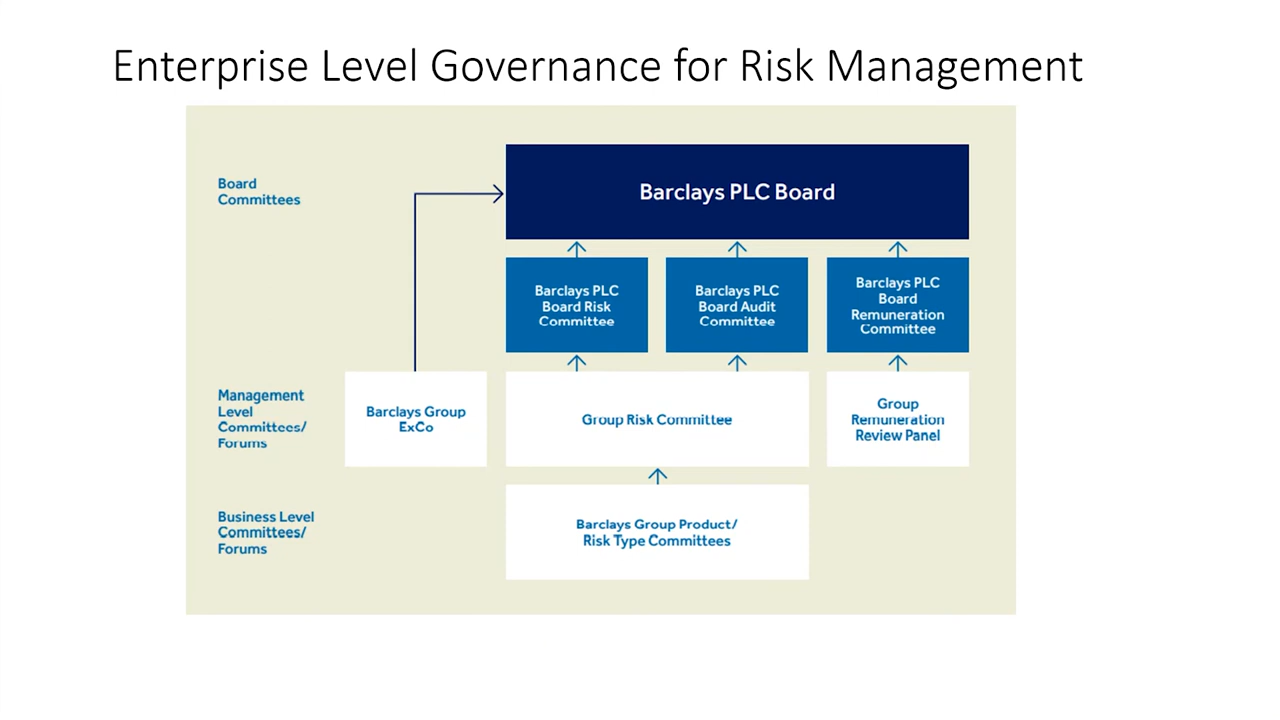 Enterprise Level Governance for Risk Management
Board
Committees
Barclays PLC Board
Barclays PLC
Board Risk
Committee
Barclays PLC
Board Audit
Committee
Barclays PLC
Board
Remuneration
Committee
Management
Level
Committees/
Forums
Barclays Group
ExCo
Group Risk Committee
Group
Remuneration
Review Panel
Business Level
Committees/
Forums
Barclays Group Product/
Risk Type Committees